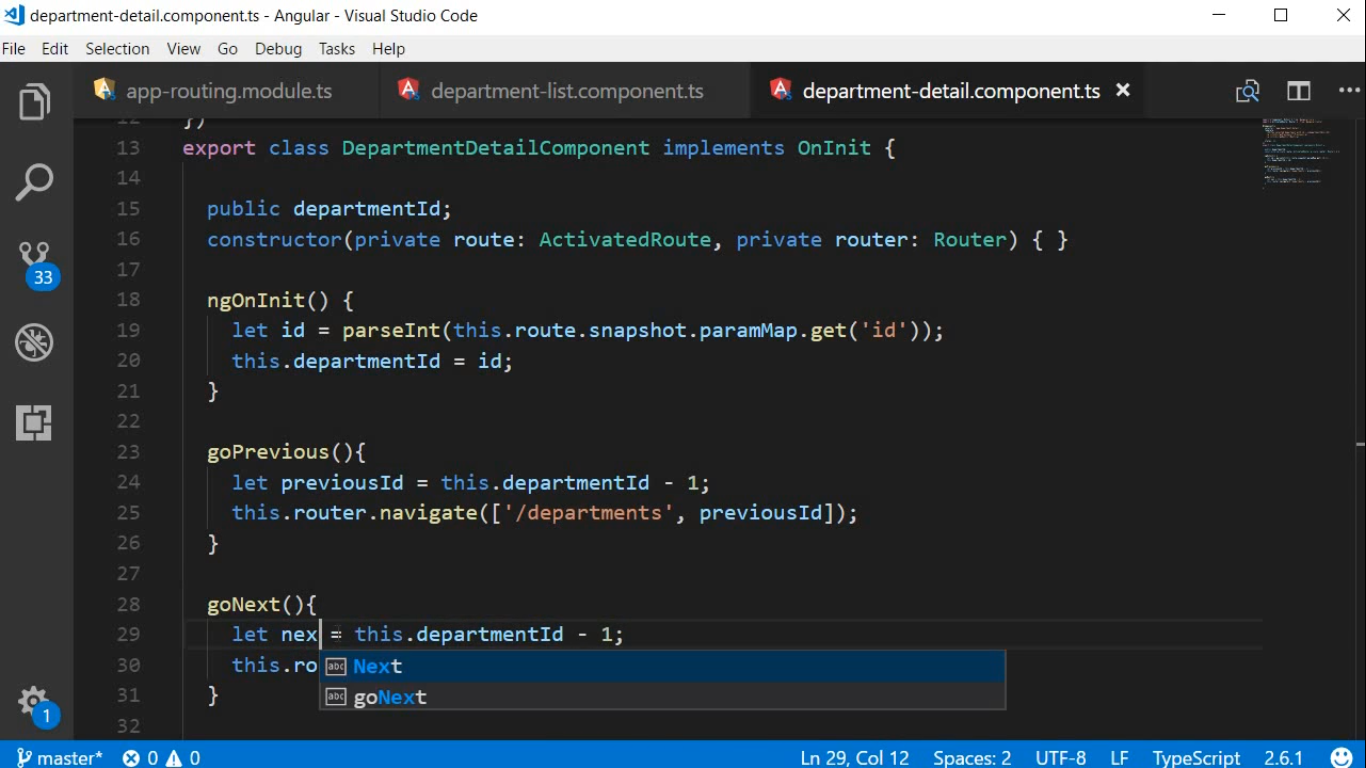 department-detail.component.ts - Angular - Visual Studio Code
File Edit Selection View Go Debug Tasks Help
app-routing.module.ts department-list.component.ts department-detail.component.ts
12 })
13 export class DepartmentDetailComponent implements OnInit {
14
15 public departmentId;
16 constructor(private route: ActivatedRoute, private router: Router) { }
17
18 ngOnInit() {
19 let id = parseInt(this.route.snapshot.paramMap.get('id'));
20 this.departmentId = id;
21 }
22
23 goPrevious(){
24 let previousId = this.departmentId - 1;
25 this.router.navigate(['/departments', previousId]);
26 }
27
28 goNext(){
29 let nex = this.departmentId - 1;
30 this.ro
abc Next
31 }
abc goNext
32
33
1
master* 0 0 Ln 29, Col 12 Spaces: 2 UTF-8 LF TypeScript 2.6.1